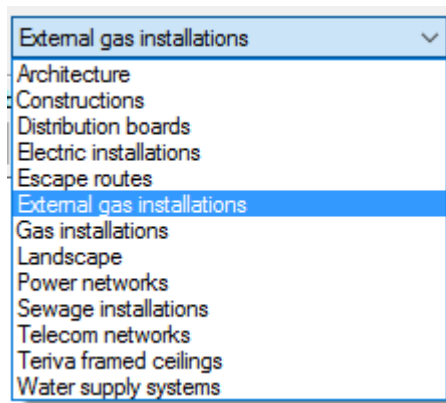 External gas installations
Architecture
Constructions
Distribution boards
Electric installations
Escape routes
External gas installations
Gas installations
Landscape
Power networks
Sewage installations
Telecom networks
Teriva framed ceilings
Water supply systems